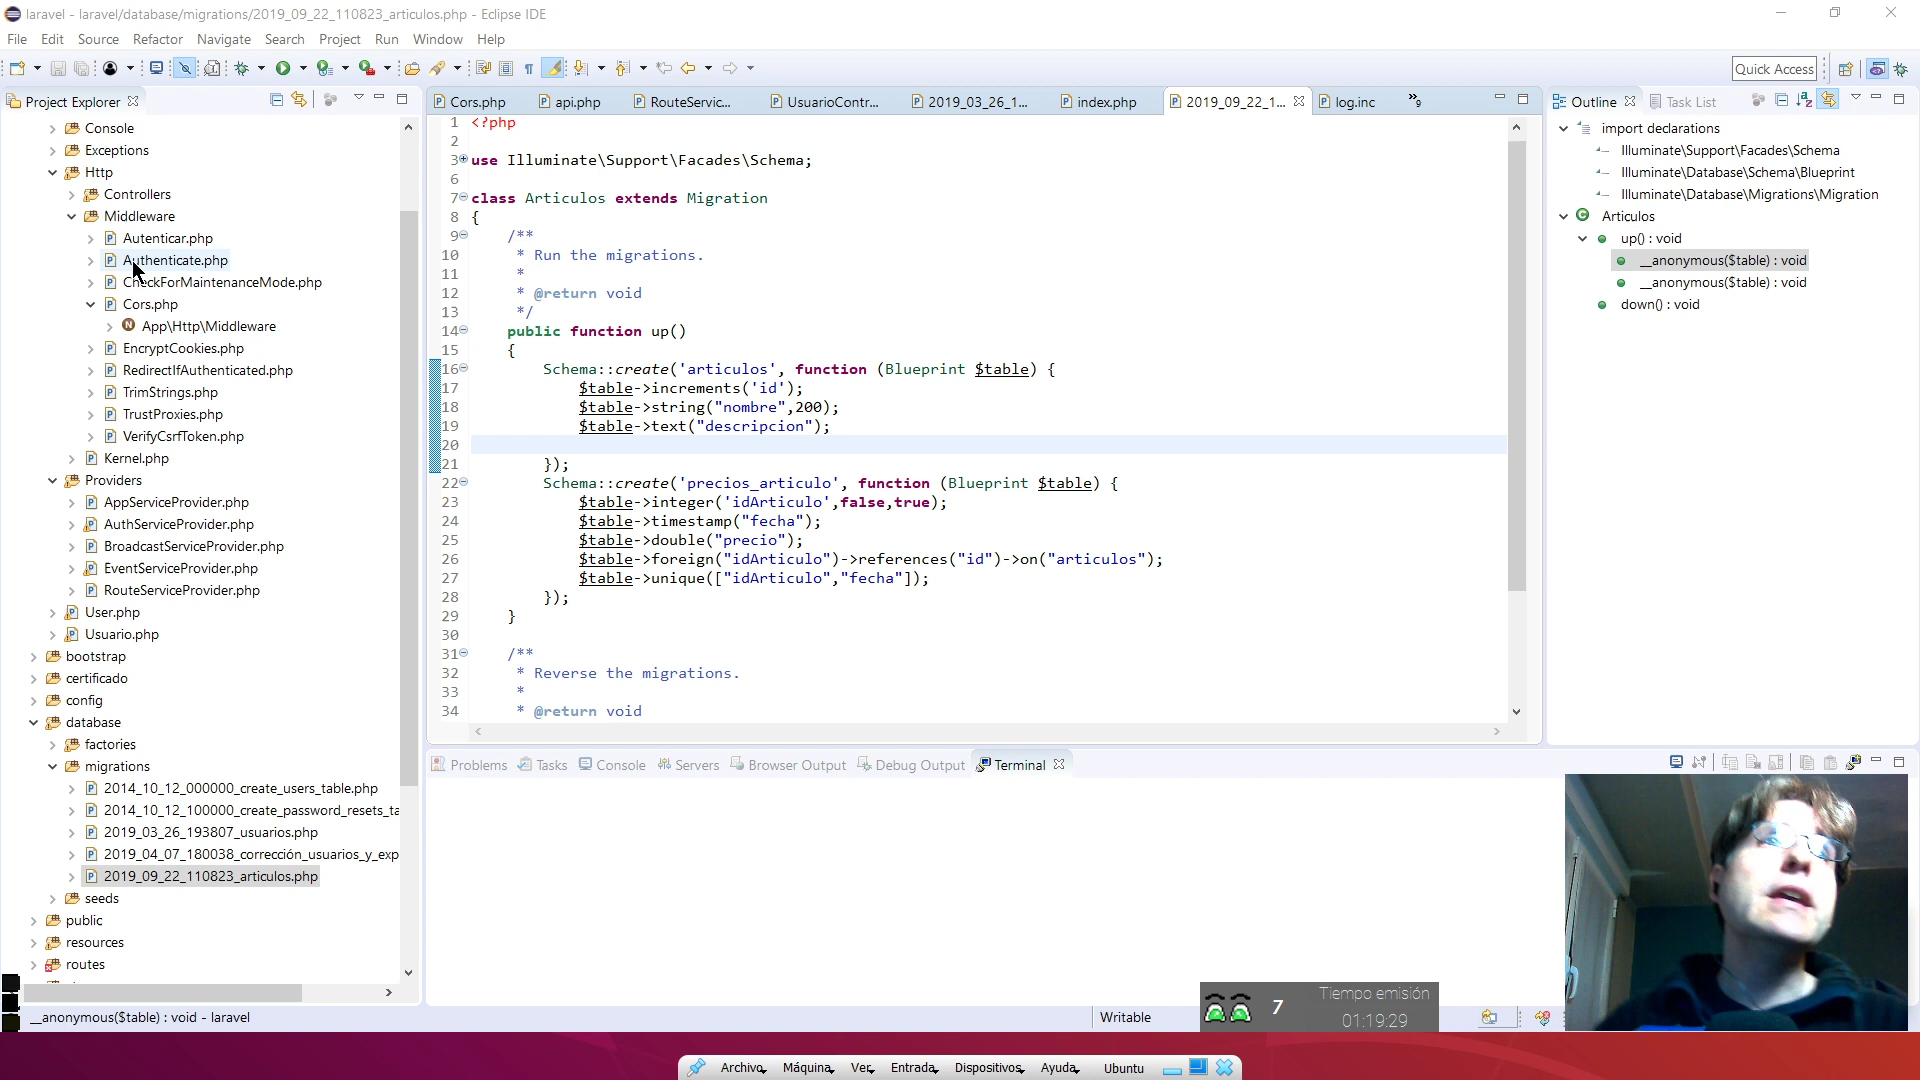 laravel - laravel/database/migrations/2019_09_22_110823_articulos.php - Eclipse IDE
File Edit Source Refactor Navigate Search Project Run Window Help
Quick Access
Project Explorer
Console
Exceptions
Http
Controllers
Middleware
Autenticar.php
Authenticate.php
CheckForMaintenanceMode.php
Cors.php
App\Http\Middleware
EncryptCookies.php
RedirectIfAuthenticated.php
TrimStrings.php
TrustProxies.php
VerifyCsrfToken.php
Kernel.php
Providers
AppServiceProvider.php
AuthServiceProvider.php
BroadcastServiceProvider.php
EventServiceProvider.php
RouteServiceProvider.php
User.php
Usuario.php
bootstrap
certificado
config
database
factories
migrations
2014_10_12_000000_create_users_table.php
2014_10_12_100000_create_password_resets_ta
2019_03_26_193807_usuarios.php
2019_04_07_180038_corrección_usuarios_y_exp
2019_09_22_110823_articulos.php
seeds
public
resources
routes
Cors.php api.php RouteServic... UsuarioContr... 2019_03_26_1... index.php 2019_09_22_1... log.inc »9
1 <?php
2
3 use Illuminate\Support\Facades\Schema;
6
7 class Articulos extends Migration
8 {
9 /**
10 * Run the migrations.
11 *
12 * @return void
13 */
14 public function up()
15 {
16 Schema::create('articulos', function (Blueprint $table) {
17 $table->increments('id');
18 $table->string("nombre",200);
19 $table->text("descripcion");
20
21 });
22 Schema::create('precios_articulo', function (Blueprint $table) {
23 $table->integer('idArticulo',false,true);
24 $table->timestamp("fecha");
25 $table->double("precio");
26 $table->foreign("idArticulo")->references("id")->on("articulos");
27 $table->unique(["idArticulo","fecha"]);
28 });
29 }
30
31 /**
32 * Reverse the migrations.
33 *
34 * @return void
Outline Task List
import declarations
Illuminate\Support\Facades\Schema
Illuminate\Database\Schema\Blueprint
Illuminate\Database\Migrations\Migration
Articulos
up() : void
__anonymous($table) : void
__anonymous($table) : void
down() : void
Problems Tasks Console Servers Browser Output Debug Output Terminal
__anonymous($table) : void - laravel
Writable
7
Tiempo emisión
01:19:29
Archivo Máquina Ver Entrada Dispositivos Ayuda Ubuntu